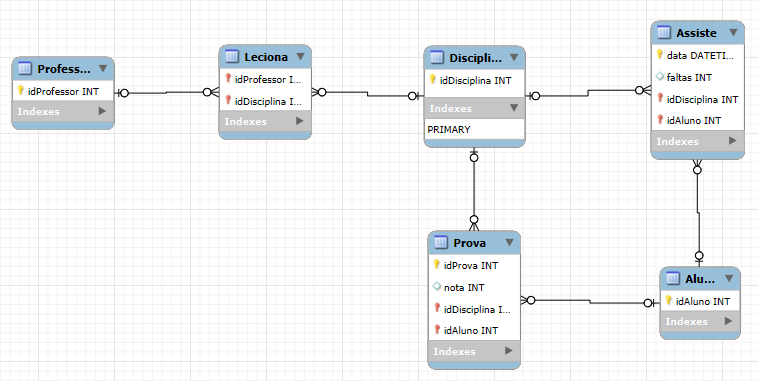 Profess...
idProfessor INT
Indexes
Leciona
idProfessor I...
idDisciplina I...
Indexes
Discipli...
idDisciplina INT
Indexes
PRIMARY
Assiste
data DATETI...
faltas INT
idDisciplina INT
idAluno INT
Indexes
Prova
idProva INT
nota INT
idDisciplina I...
idAluno INT
Indexes
Alu...
idAluno INT
Indexes